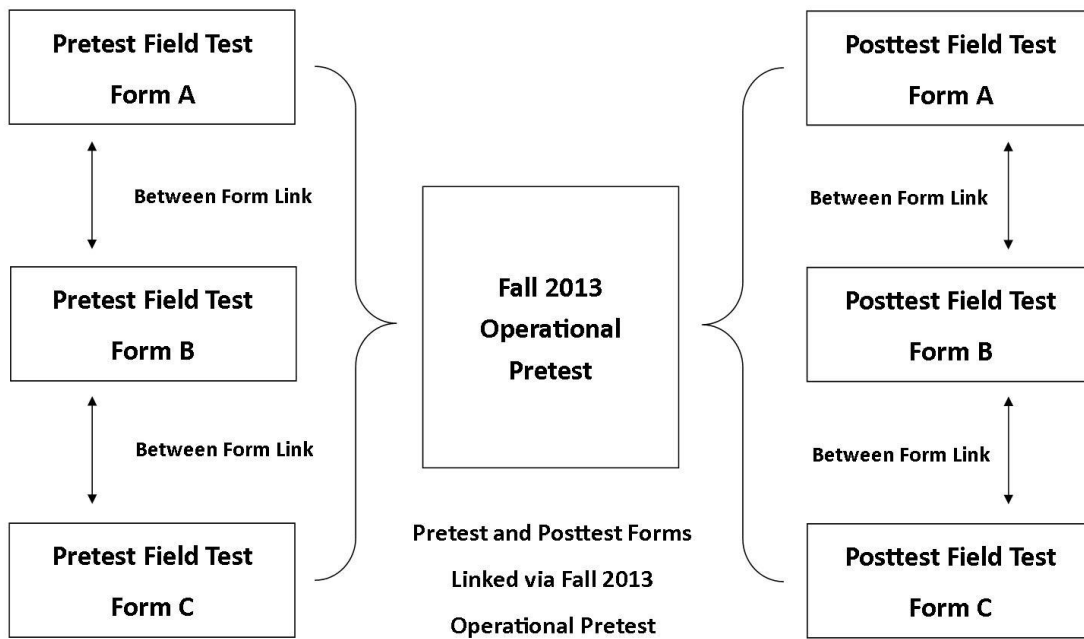 Pretest Field Test
Form A
Between Form Link
Pretest Field Test
Form B
Between Form Link
Pretest Field Test
Form C
Fall 2013
Operational
Pretest
Pretest and Posttest Forms
Linked via Fall 2013
Operational Pretest
Posttest Field Test
Form A
Between Form Link
Posttest Field Test
Form B
Between Form Link
Posttest Field Test
Form C